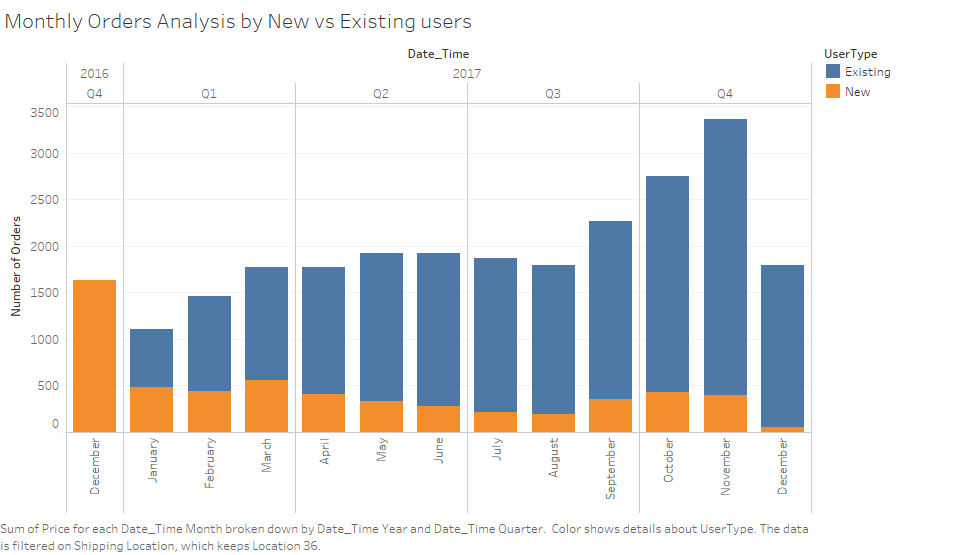 Monthly Orders Analysis by New vs Existing users
Date_Time
UserType
2016 2017
Existing
Q4 Q1 Q2 Q3 Q4
New
3500
3000
2500
2000
1500
1000
500
0
Number of Orders
December January February March April May June July August September October November December
Sum of Price for each Date_Time Month broken down by Date_Time Year and Date_Time Quarter. Color shows details about UserType. The data
is filtered on Shipping Location, which keeps Location 36.